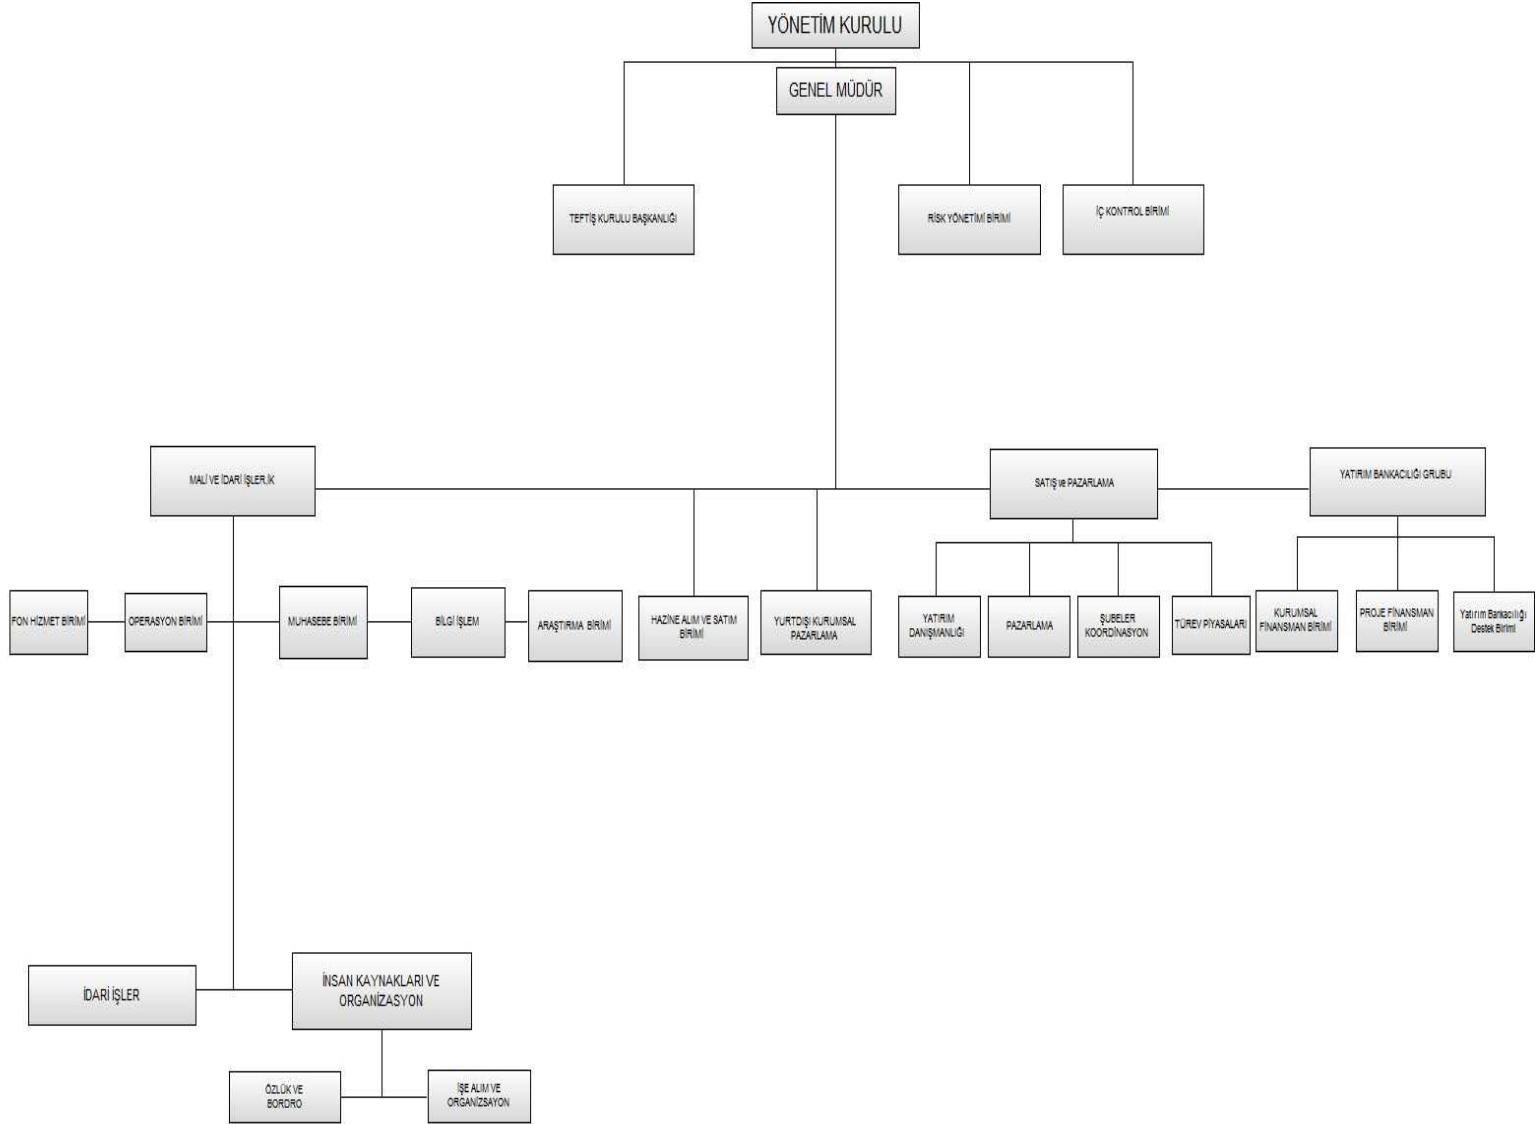 YÖNETİM KURULU
GENEL MÜDÜR
TEFTİŞ KURULU BAŞKANLIĞI
RİSK YÖNETİMİ BİRİMİ
İÇ KONTROL BİRİMİ
MALİ VE İDARİ İŞLER,İK
SATIŞ ve PAZARLAMA
YATIRIM BANKACILIĞI GRUBU
FON HİZMET BİRİMİ
OPERASYON BİRİMİ
MUHASEBE BİRİMİ
BİLGİ İŞLEM
ARAŞTIRMA BİRİMİ
HAZİNE ALIM VE SATIM
BİRİMİ
YURTDIŞI KURUMSAL
PAZARLAMA
YATIRIM
DANIŞMANLIĞI
PAZARLAMA
ŞUBELER
KOORDİNASYON
TÜREV PİYASALARI
KURUMSAL
FİNANSMAN BİRİMİ
PROJE FİNANSMAN
BİRİMİ
Yatırım Bankacılığı
Destek Birimi
İDARİ İŞLER
İNSAN KAYNAKLARI VE
ORGANİZASYON
ÖZLÜK VE
BORDRO
İŞE ALIM VE
ORGANİZSAYON